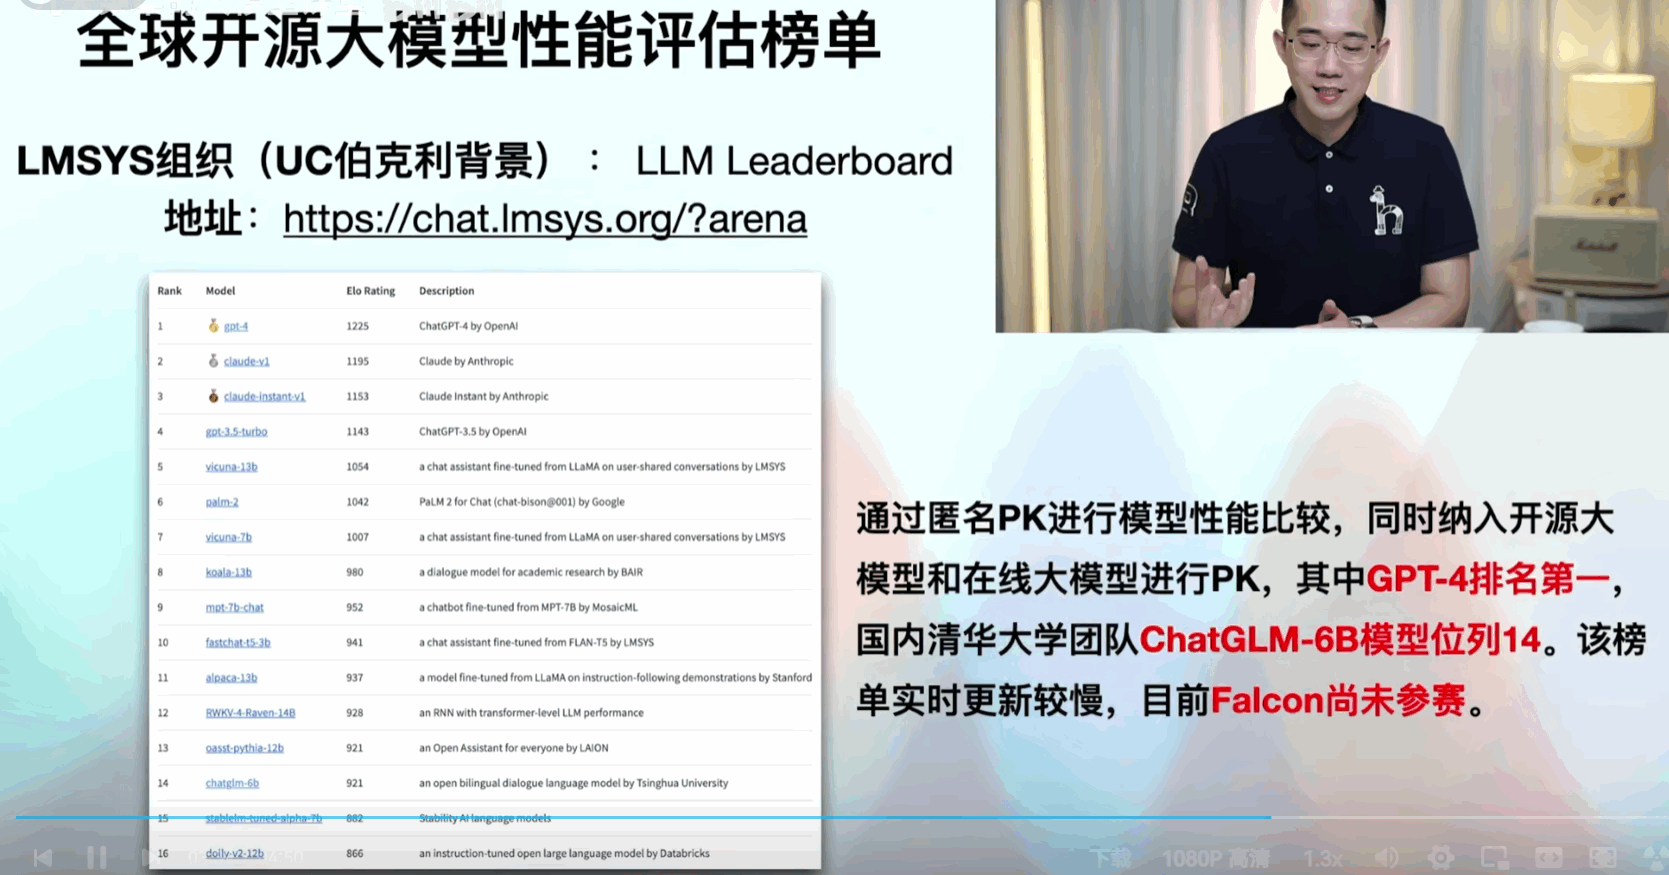 全球开源大模型性能评估榜单
LMSYS组织（UC伯克利背景）： LLM Leaderboard
地址：https://chat.lmsys.org/?arena
Rank Model Elo Rating Description
1 gpt-4 1225 ChatGPT-4 by OpenAI
2 claude-v1 1195 Claude by Anthropic
3 claude-instant-v1 1153 Claude Instant by Anthropic
4 gpt-3.5-turbo 1143 ChatGPT-3.5 by OpenAI
5 vicuna-13b 1054 a chat assistant fine-tuned from LLaMA on user-shared conversations by LMSYS
6 palm-2 1042 PaLM 2 for Chat (chat-bison@001) by Google
7 vicuna-7b 1007 a chat assistant fine-tuned from LLaMA on user-shared conversations by LMSYS
8 koala-13b 980 a dialogue model for academic research by BAIR
9 mpt-7b-chat 952 a chatbot fine-tuned from MPT-7B by MosaicML
10 fastchat-t5-3b 941 a chat assistant fine-tuned from FLAN-T5 by LMSYS
11 alpaca-13b 937 a model fine-tuned from LLaMA on instruction-following demonstrations by Stanford
12 RWKV-4-Raven-14B 928 an RNN with transformer-level LLM performance
13 oasst-pythia-12b 921 an Open Assistant for everyone by LAION
14 chatglm-6b 921 an open bilingual dialogue language model by Tsinghua University
15 stablelm-tuned-alpha-7b 882 Stability AI language models
16 dolly-v2-12b 866 an instruction-tuned open large language model by Databricks
通过匿名PK进行模型性能比较，同时纳入开源大
模型和在线大模型进行PK，其中GPT-4排名第一，
国内清华大学团队ChatGLM-6B模型位列14。该榜
单实时更新较慢，目前Falcon尚未参赛。
下载 1080P 高清 1.3x